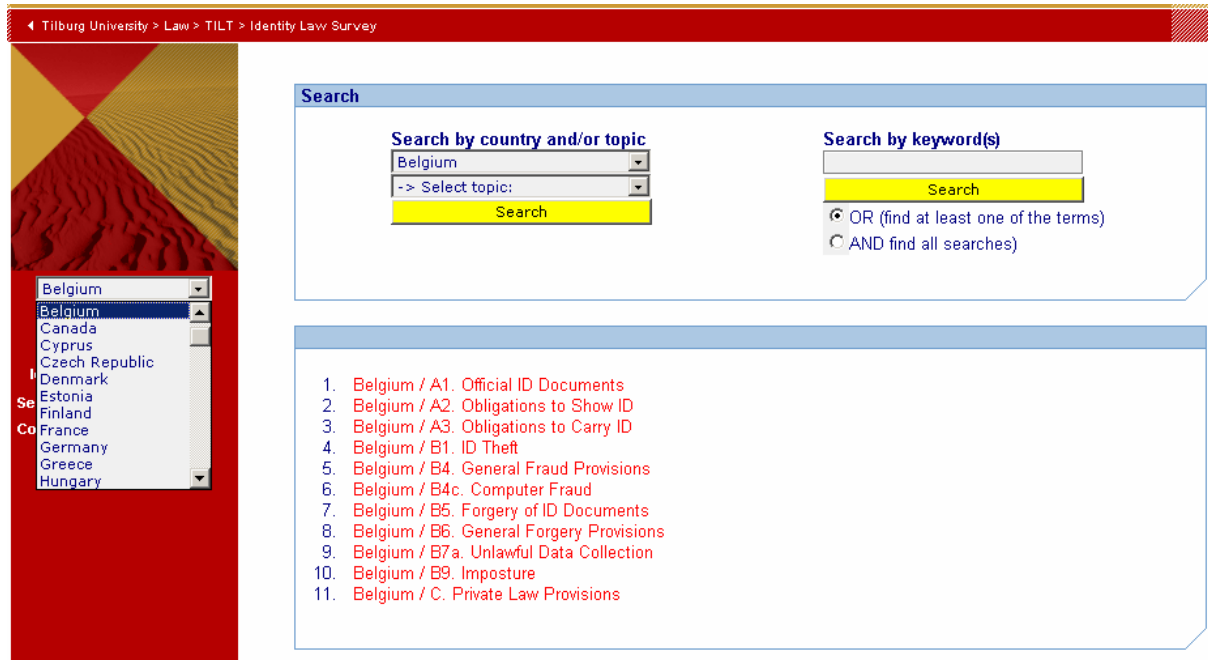 Tilburg University > Law > TILT > Identity Law Survey
Search
Search by country and/or topic
Belgium
-> Select topic:
Search
Search by keyword(s)
Search
OR (find at least one of the terms)
AND find all searches)
Belgium
Belgium
Canada
Cyprus
Czech Republic
Denmark
Estonia
Finland
France
Germany
Greece
Hungary
1. Belgium / A1. Official ID Documents
2. Belgium / A2. Obligations to Show ID
3. Belgium / A3. Obligations to Carry ID
4. Belgium / B1. ID Theft
5. Belgium / B4. General Fraud Provisions
6. Belgium / B4c. Computer Fraud
7. Belgium / B5. Forgery of ID Documents
8. Belgium / B6. General Forgery Provisions
9. Belgium / B7a. Unlawful Data Collection
10. Belgium / B9. Imposture
11. Belgium / C. Private Law Provisions